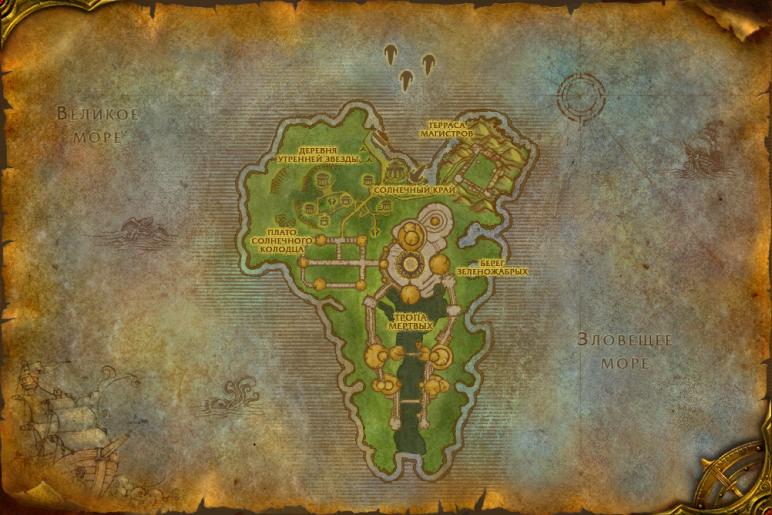 Великое
море
Терраса
Магистров
Деревня
Утренней Звезды
Солнечный Край
Плато
Солнечного
Колодца
Берег
Зеленожабрых
Тропа
Мертвых
Зловещее
море